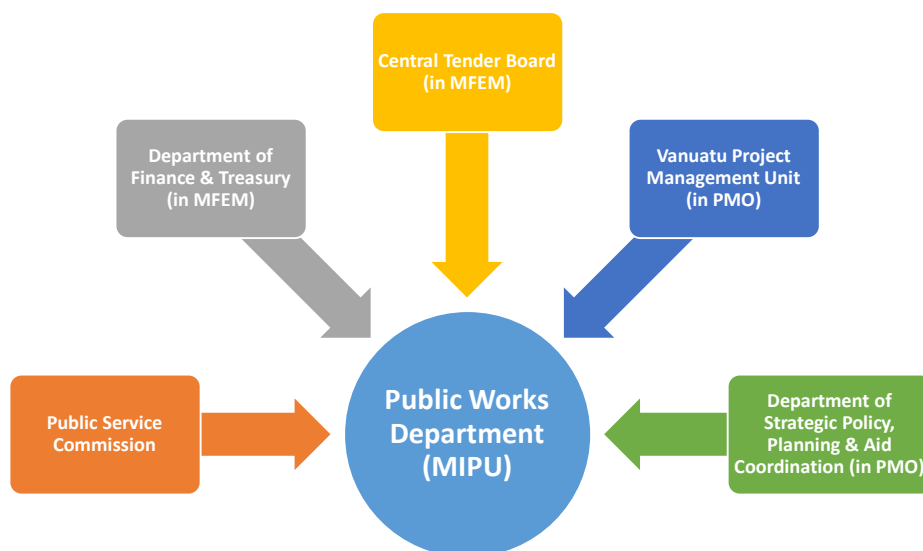 Central Tender Board
(in MFEM)
Department of
Finance & Treasury
(in MFEM)
Vanuatu Project
Management Unit
(in PMO)
Public Service
Commission
Public Works
Department
(MIPU)
Department of
Strategic Policy,
Planning & Aid
Coordination (in PMO)